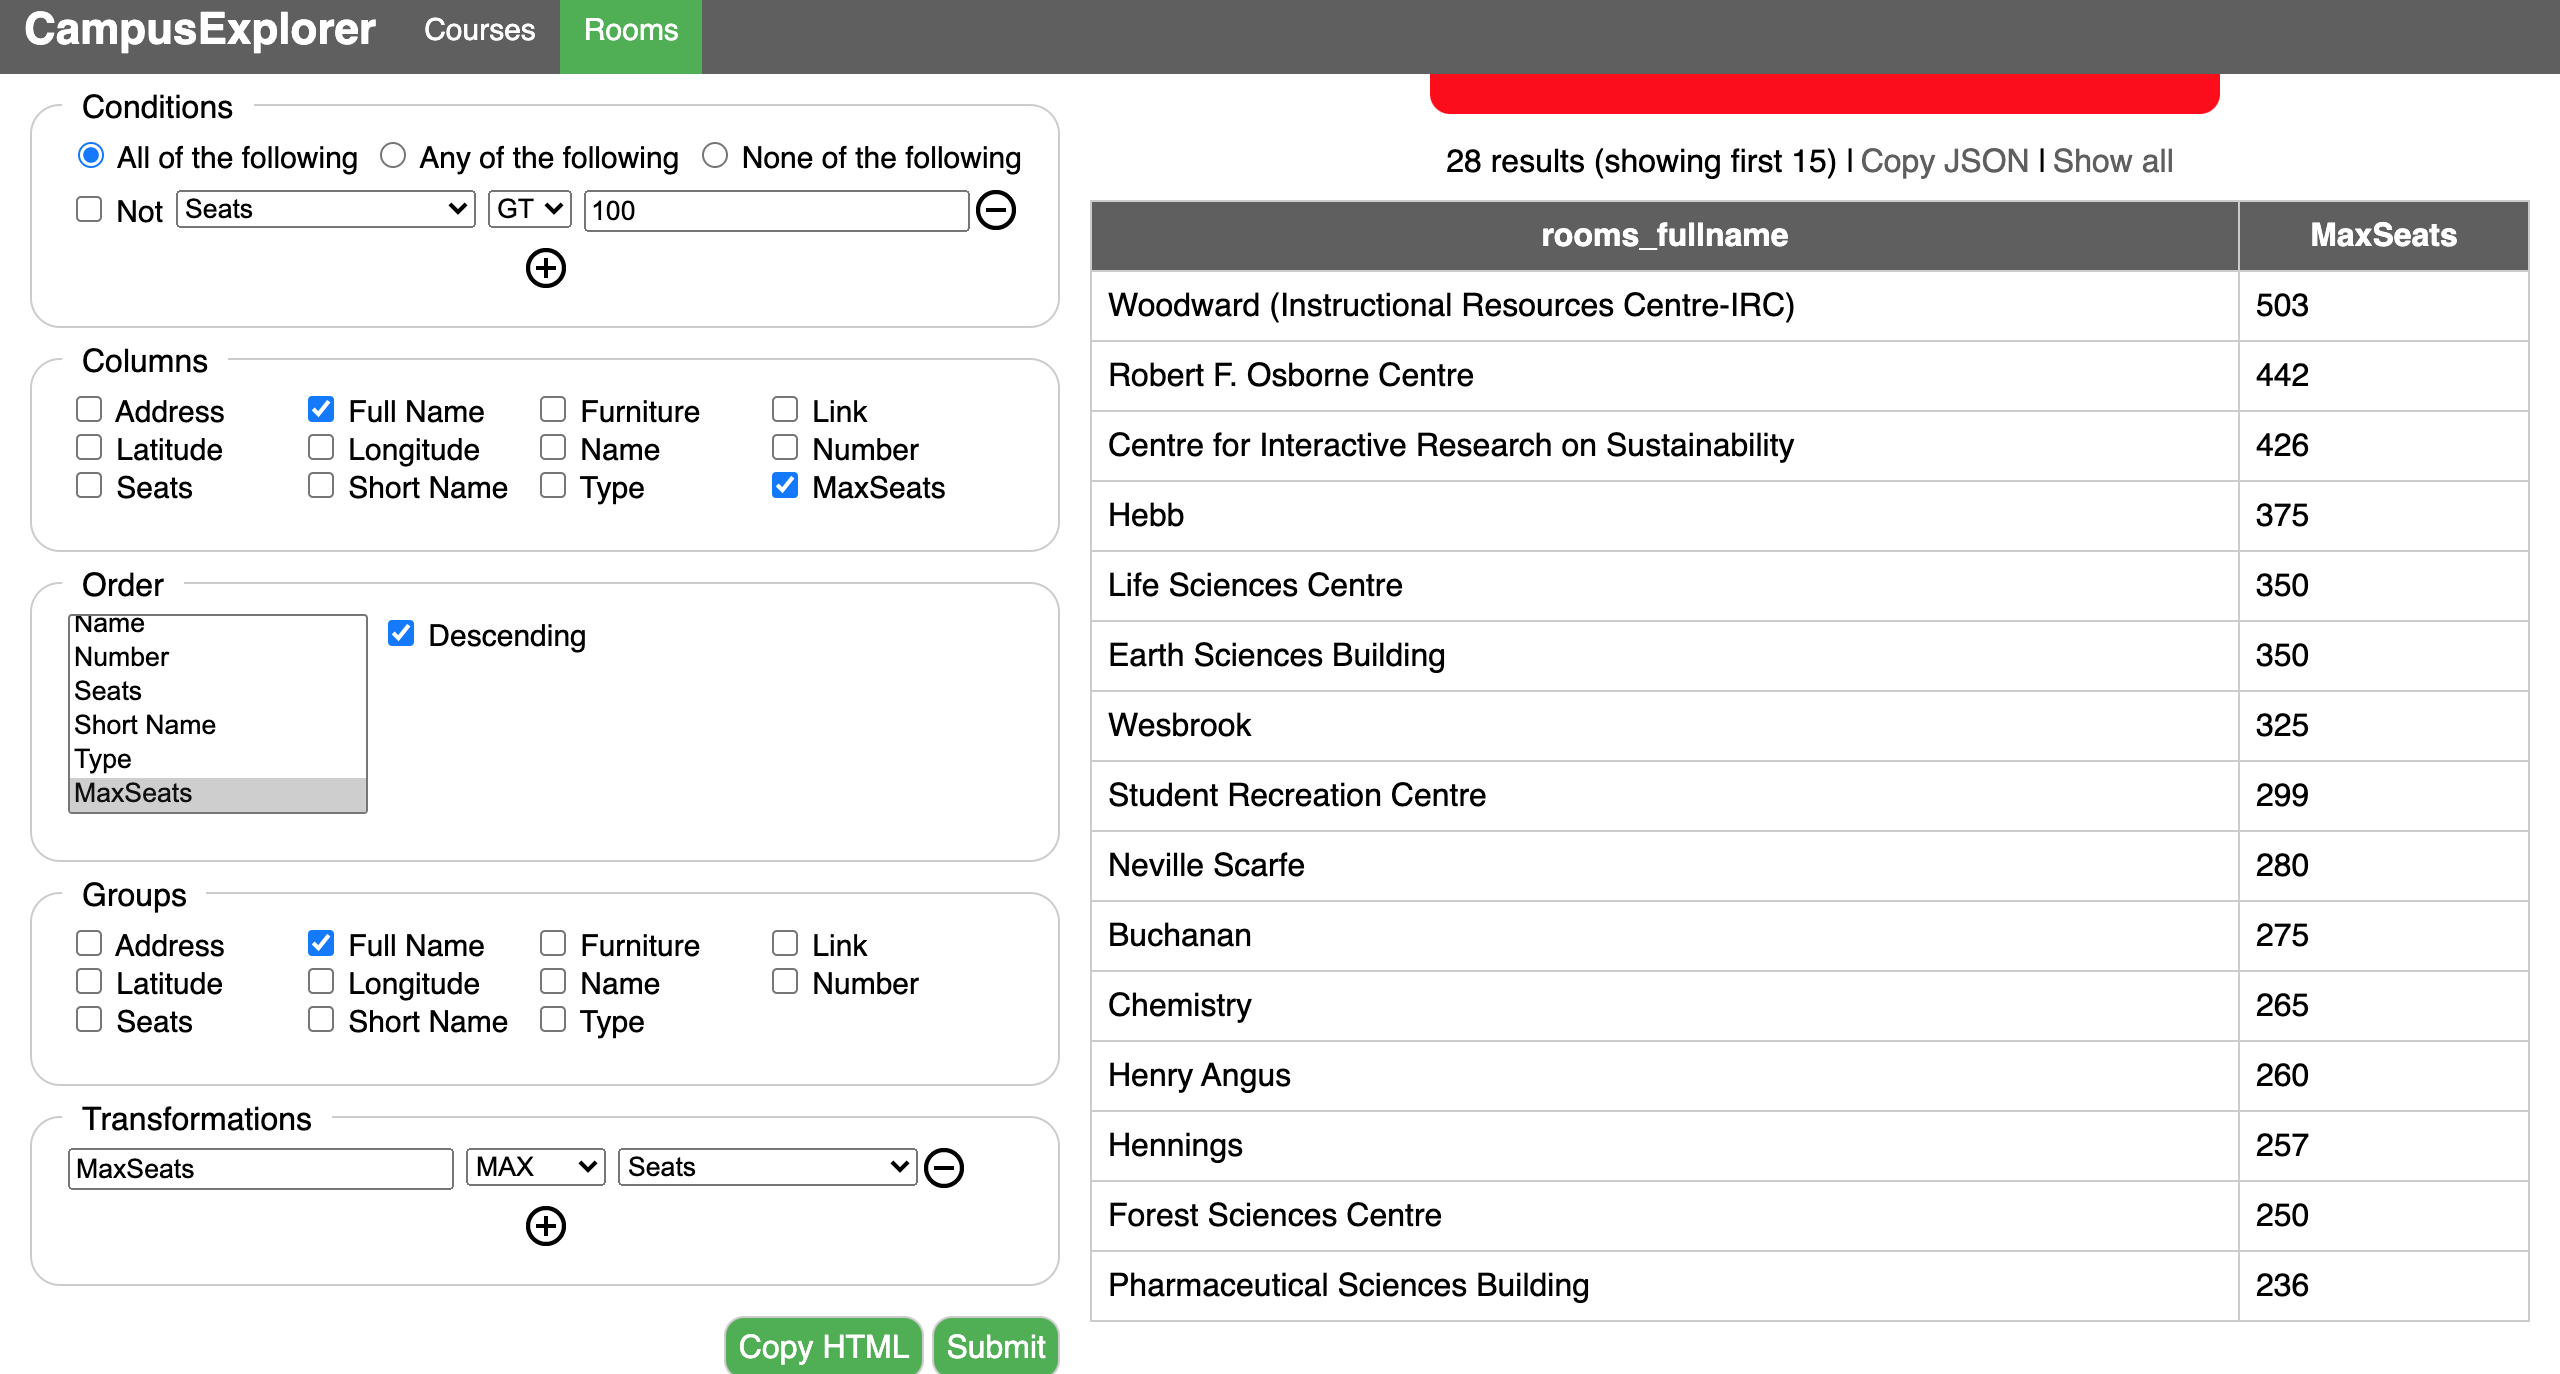 CampusExplorer Courses Rooms
Conditions
All of the following Any of the following None of the following
Not Seats GT 100
Columns
Address Full Name Furniture Link
Latitude Longitude Name Number
Seats Short Name Type MaxSeats
Order
Name
Number
Seats
Short Name
Type
MaxSeats
Descending
Groups
Address Full Name Furniture Link
Latitude Longitude Name Number
Seats Short Name Type
Transformations
MaxSeats MAX Seats
Copy HTML Submit
28 results (showing first 15) | Copy JSON | Show all
rooms_fullname MaxSeats
Woodward (Instructional Resources Centre-IRC) 503
Robert F. Osborne Centre 442
Centre for Interactive Research on Sustainability 426
Hebb 375
Life Sciences Centre 350
Earth Sciences Building 350
Wesbrook 325
Student Recreation Centre 299
Neville Scarfe 280
Buchanan 275
Chemistry 265
Henry Angus 260
Hennings 257
Forest Sciences Centre 250
Pharmaceutical Sciences Building 236